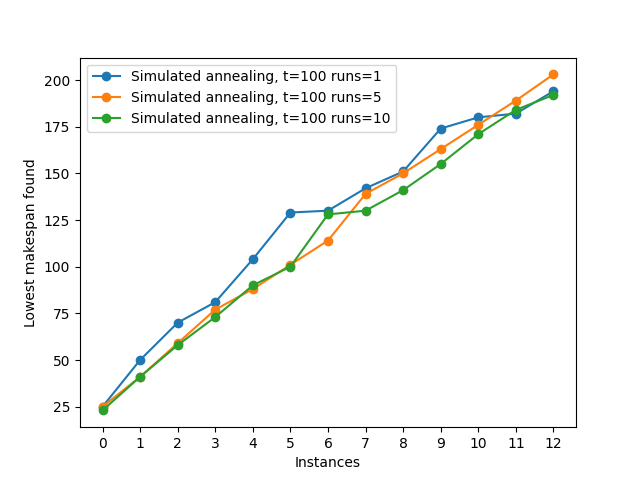 Simulated annealing, t=100 runs=1
Simulated annealing, t=100 runs=5
Simulated annealing, t=100 runs=10
Lowest makespan found
200
175
150
125
100
75
50
25
0 1 2 3 4 5 6 7 8 9 10 11 12
Instances